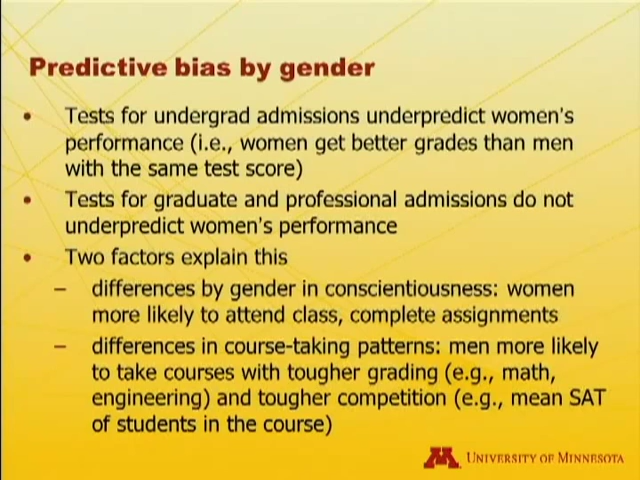 Predictive bias by gender
• Tests for undergrad admissions underpredict women's
performance (i.e., women get better grades than men
with the same test score)
• Tests for graduate and professional admissions do not
underpredict women's performance
• Two factors explain this
– differences by gender in conscientiousness: women
more likely to attend class, complete assignments
– differences in course-taking patterns: men more likely
to take courses with tougher grading (e.g., math,
engineering) and tougher competition (e.g., mean SAT
of students in the course)
M UNIVERSITY OF MINNESOTA